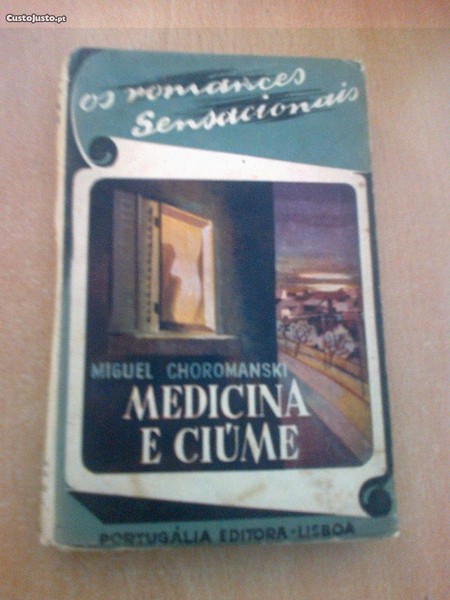 CustoJusto.pt
os romances
Sensacionais
MIGUEL CHOROMANSKI
MEDICINA
E CIÚME
PORTUGÁLIA EDITORA - LISBOA